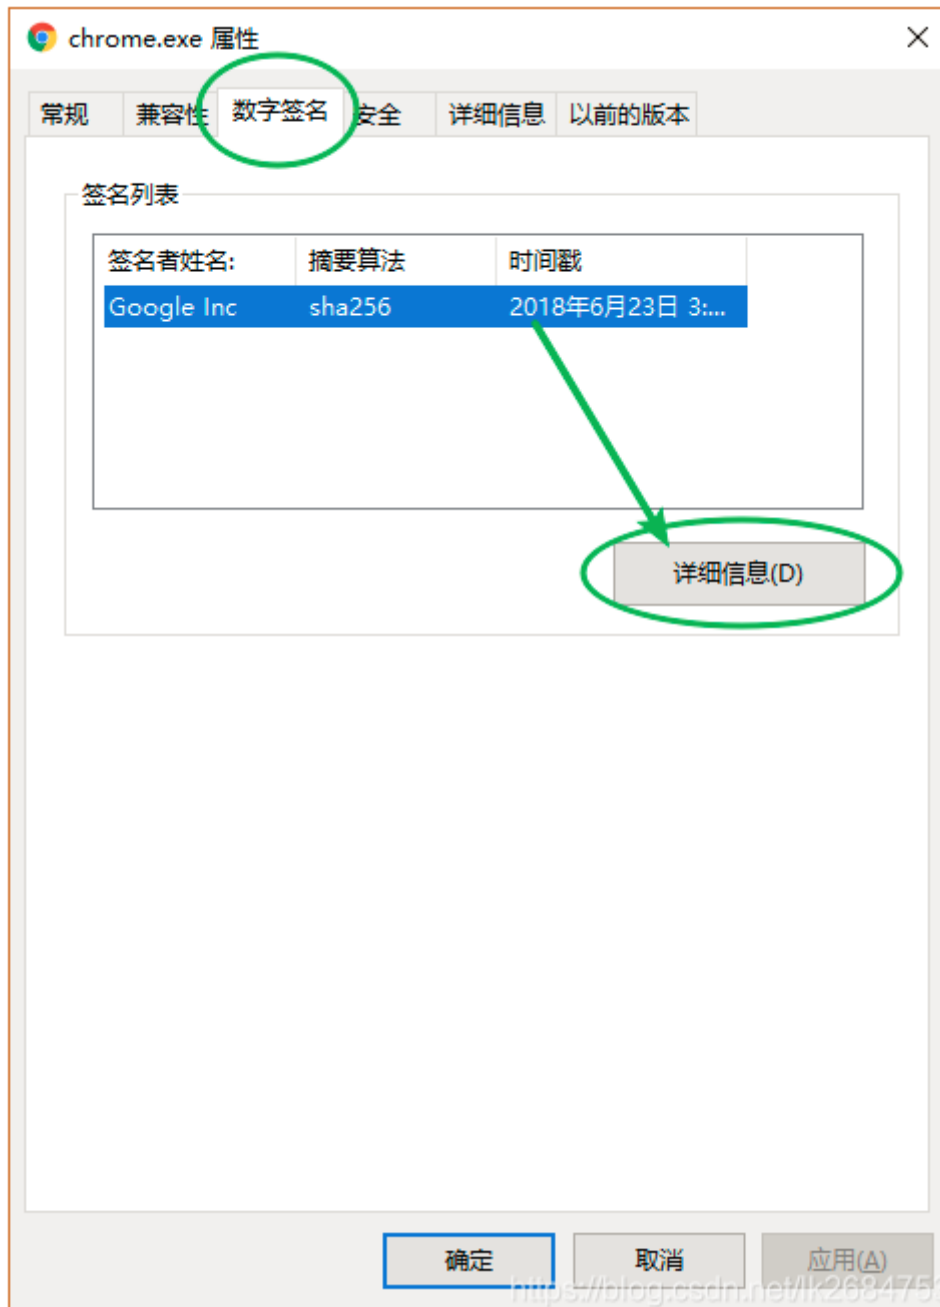 chrome.exe 属性
常规 兼容性 数字签名 安全 详细信息 以前的版本
签名列表
签名者姓名: 摘要算法 时间戳
Google Inc sha256 2018年6月23日 3:...
详细信息(D)
确定 取消 应用(A)
https://blog.csdn.net/lk268475